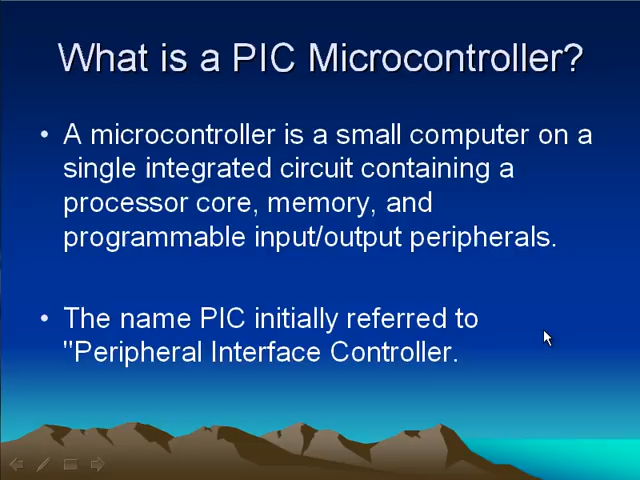 What is a PIC Microcontroller?
• A microcontroller is a small computer on a
single integrated circuit containing a
processor core, memory, and
programmable input/output peripherals.
• The name PIC initially referred to
"Peripheral Interface Controller.